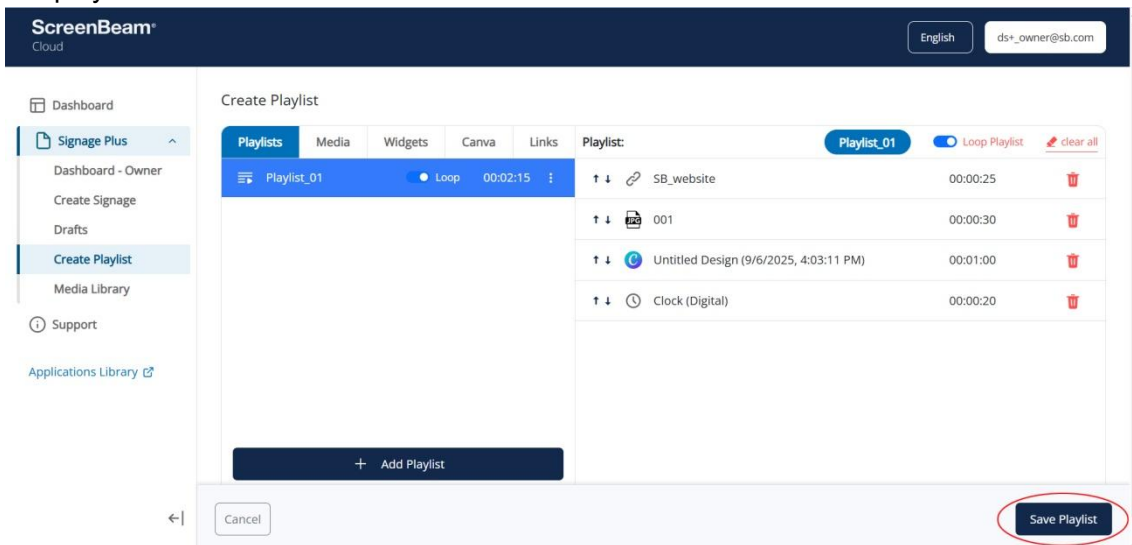 ScreenBeam®
Cloud
English
ds+_owner@sb.com
Dashboard
Signage Plus
Dashboard - Owner
Create Signage
Drafts
Create Playlist
Media Library
Support
Applications Library
Create Playlist
Playlists Media Widgets Canva Links
Playlist_01 Loop 00:02:15
+ Add Playlist
Playlist: Playlist_01 Loop Playlist clear all
SB_website 00:00:25
JPG 001 00:00:30
Untitled Design (9/6/2025, 4:03:11 PM) 00:01:00
Clock (Digital) 00:00:20
Cancel
Save Playlist